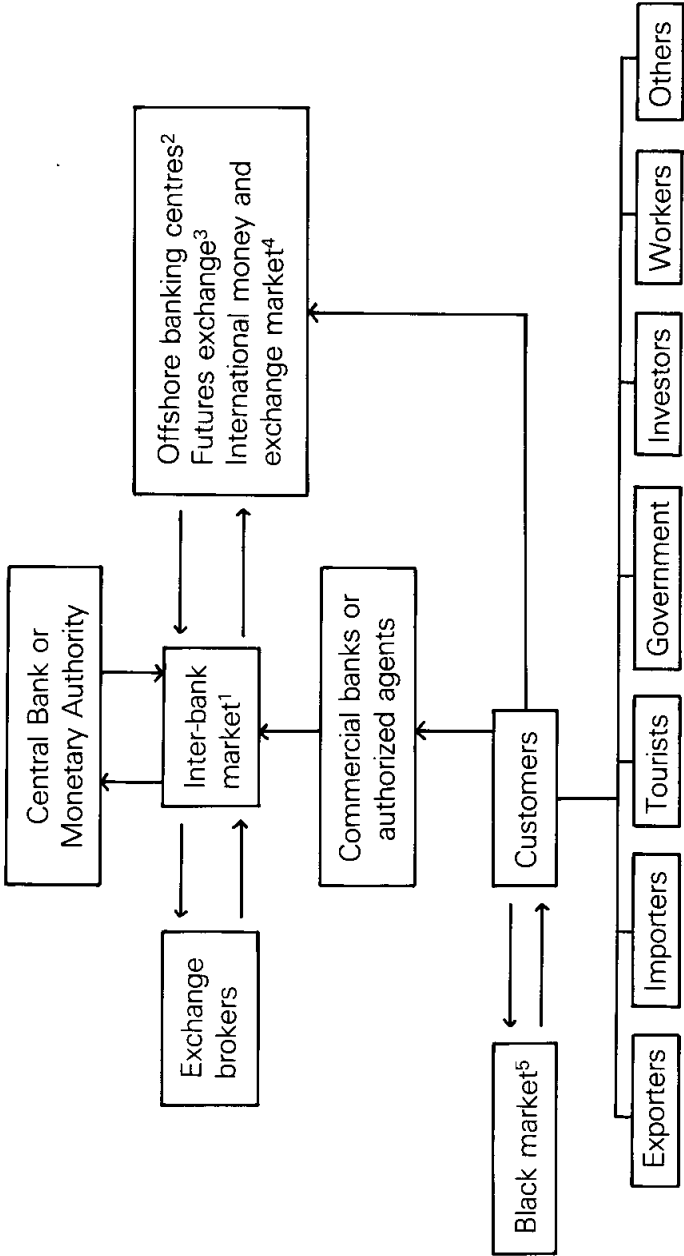 Central Bank or
Monetary Authority
Exchange
brokers
Inter-bank
market¹
Offshore banking centres²
Futures exchange³
International money and
exchange market⁴
Commercial banks or
authorized agents
Black market⁵
Customers
Exporters
Importers
Tourists
Government
Investors
Workers
Others